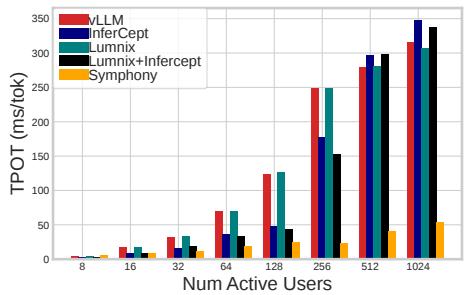 350
300
250
200
150
100
50
0
TPOT (ms/tok)
vLLM
InferCept
Lumnix
Lumnix+Infercept
Symphony
8 16 32 64 128 256 512 1024
Num Active Users